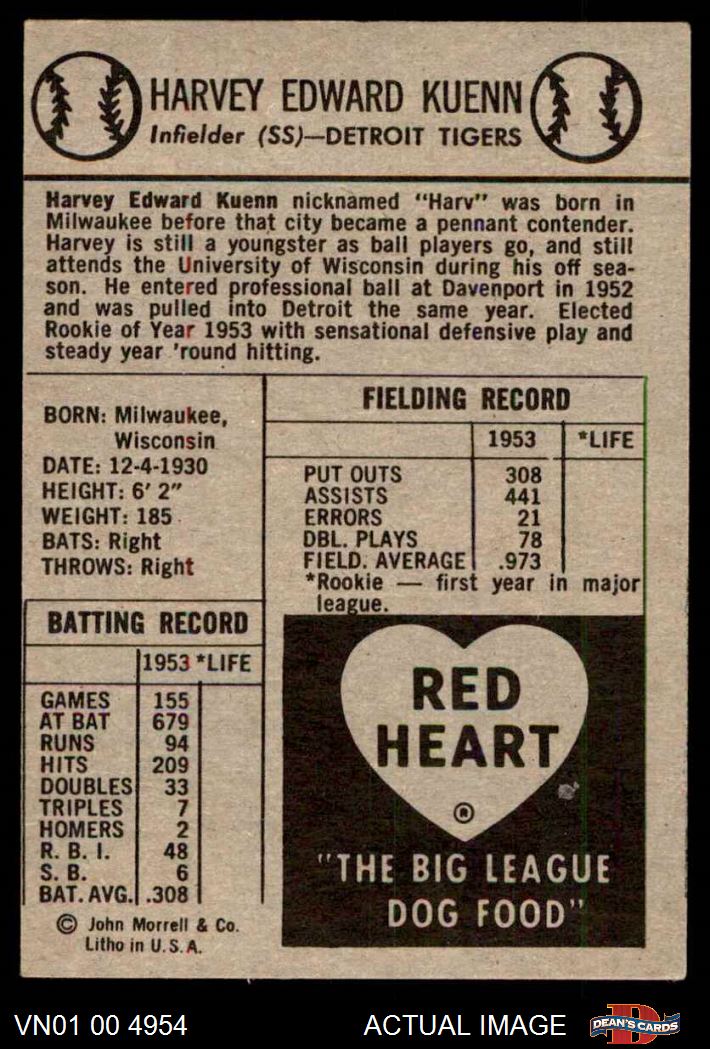 HARVEY EDWARD KUENN
Infielder (SS)—DETROIT TIGERS
Harvey Edward Kuenn nicknamed "Harv" was born in
Milwaukee before that city became a pennant contender.
Harvey is still a youngster as ball players go, and still
attends the University of Wisconsin during his off sea-
son. He entered professional ball at Davenport in 1952
and was pulled into Detroit the same year. Elected
Rookie of Year 1953 with sensational defensive play and
steady year 'round hitting.
BORN: Milwaukee,
Wisconsin
DATE: 12-4-1930
HEIGHT: 6' 2"
WEIGHT: 185
BATS: Right
THROWS: Right
BATTING RECORD
1953 *LIFE
GAMES 155
AT BAT 679
RUNS 94
HITS 209
DOUBLES 33
TRIPLES 7
HOMERS 2
R. B. I. 48
S. B. 6
BAT. AVG. .308
© John Morrell & Co.
Litho in U. S. A.
FIELDING RECORD
1953 *LIFE
PUT OUTS 308
ASSISTS 441
ERRORS 21
DBL. PLAYS 78
FIELD. AVERAGE .973
*Rookie — first year in major
league.
RED
HEART
®
"THE BIG LEAGUE
DOG FOOD"
VN01 00 4954 ACTUAL IMAGE D DEAN'S CARDS